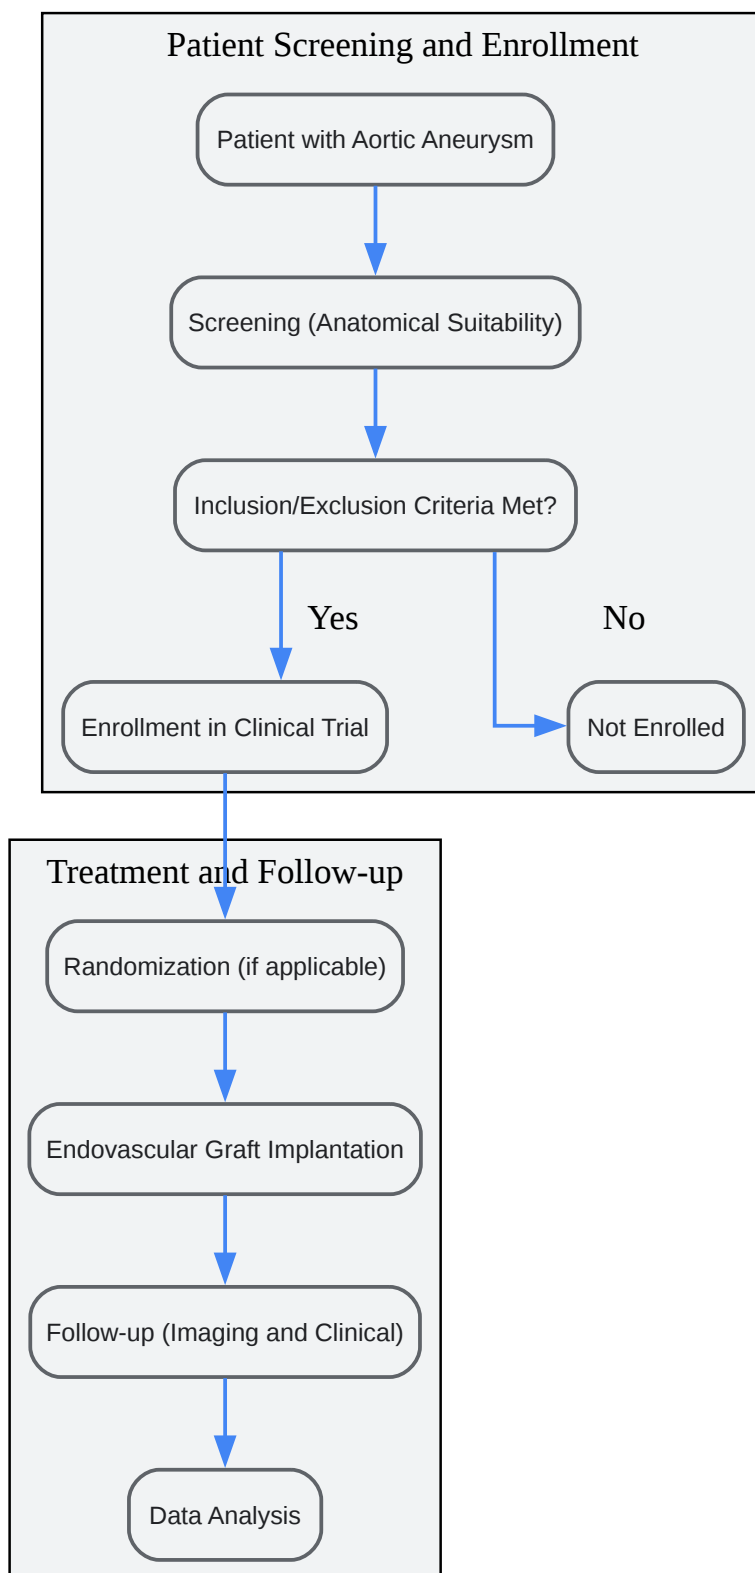 Patient Screening and Enrollment
Patient with Aortic Aneurysm
Screening (Anatomical Suitability)
Inclusion/Exclusion Criteria Met?
Yes
No
Enrollment in Clinical Trial
Not Enrolled
Treatment and Follow-up
Randomization (if applicable)
Endovascular Graft Implantation
Follow-up (Imaging and Clinical)
Data Analysis